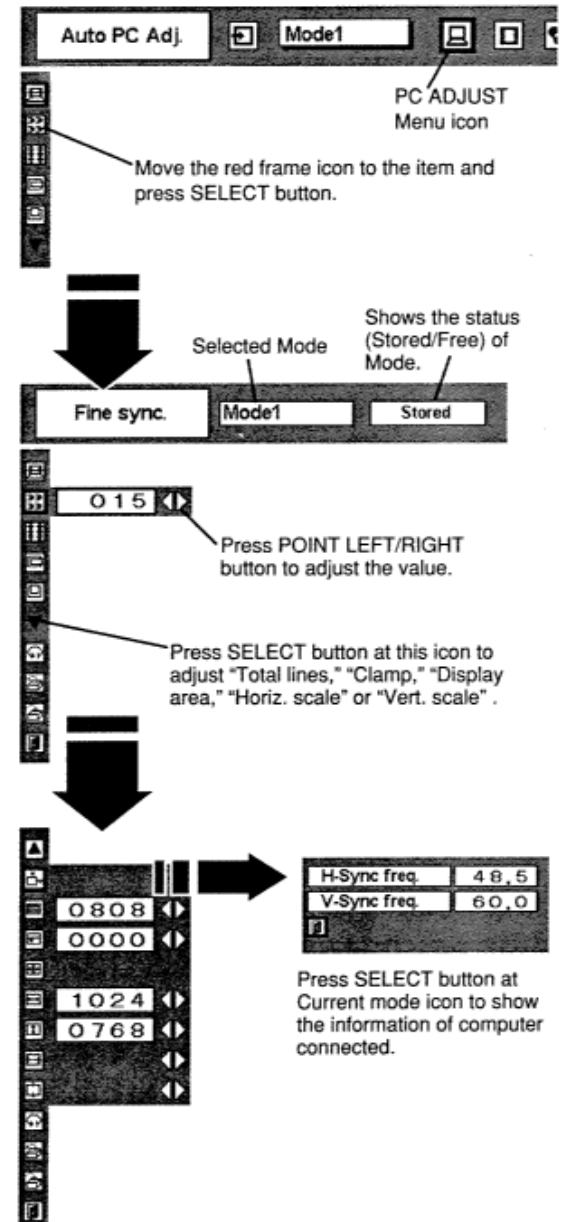 Auto PC Adj.
Mode1
PC ADJUST
Menu icon
Move the red frame icon to the item and
press SELECT button.
Shows the status
(Stored/Free) of
Mode.
Selected Mode
Fine sync.
Mode1
Stored
015
Press POINT LEFT/RIGHT
button to adjust the value.
Press SELECT button at this icon to
adjust “Total lines,” “Clamp,” “Display
area,” “Horiz. scale” or “Vert. scale” .
H-Sync freq. 48,5
V-Sync freq. 60,0
0808
0000
1024
0768
Press SELECT button at
Current mode icon to show
the information of computer
connected.